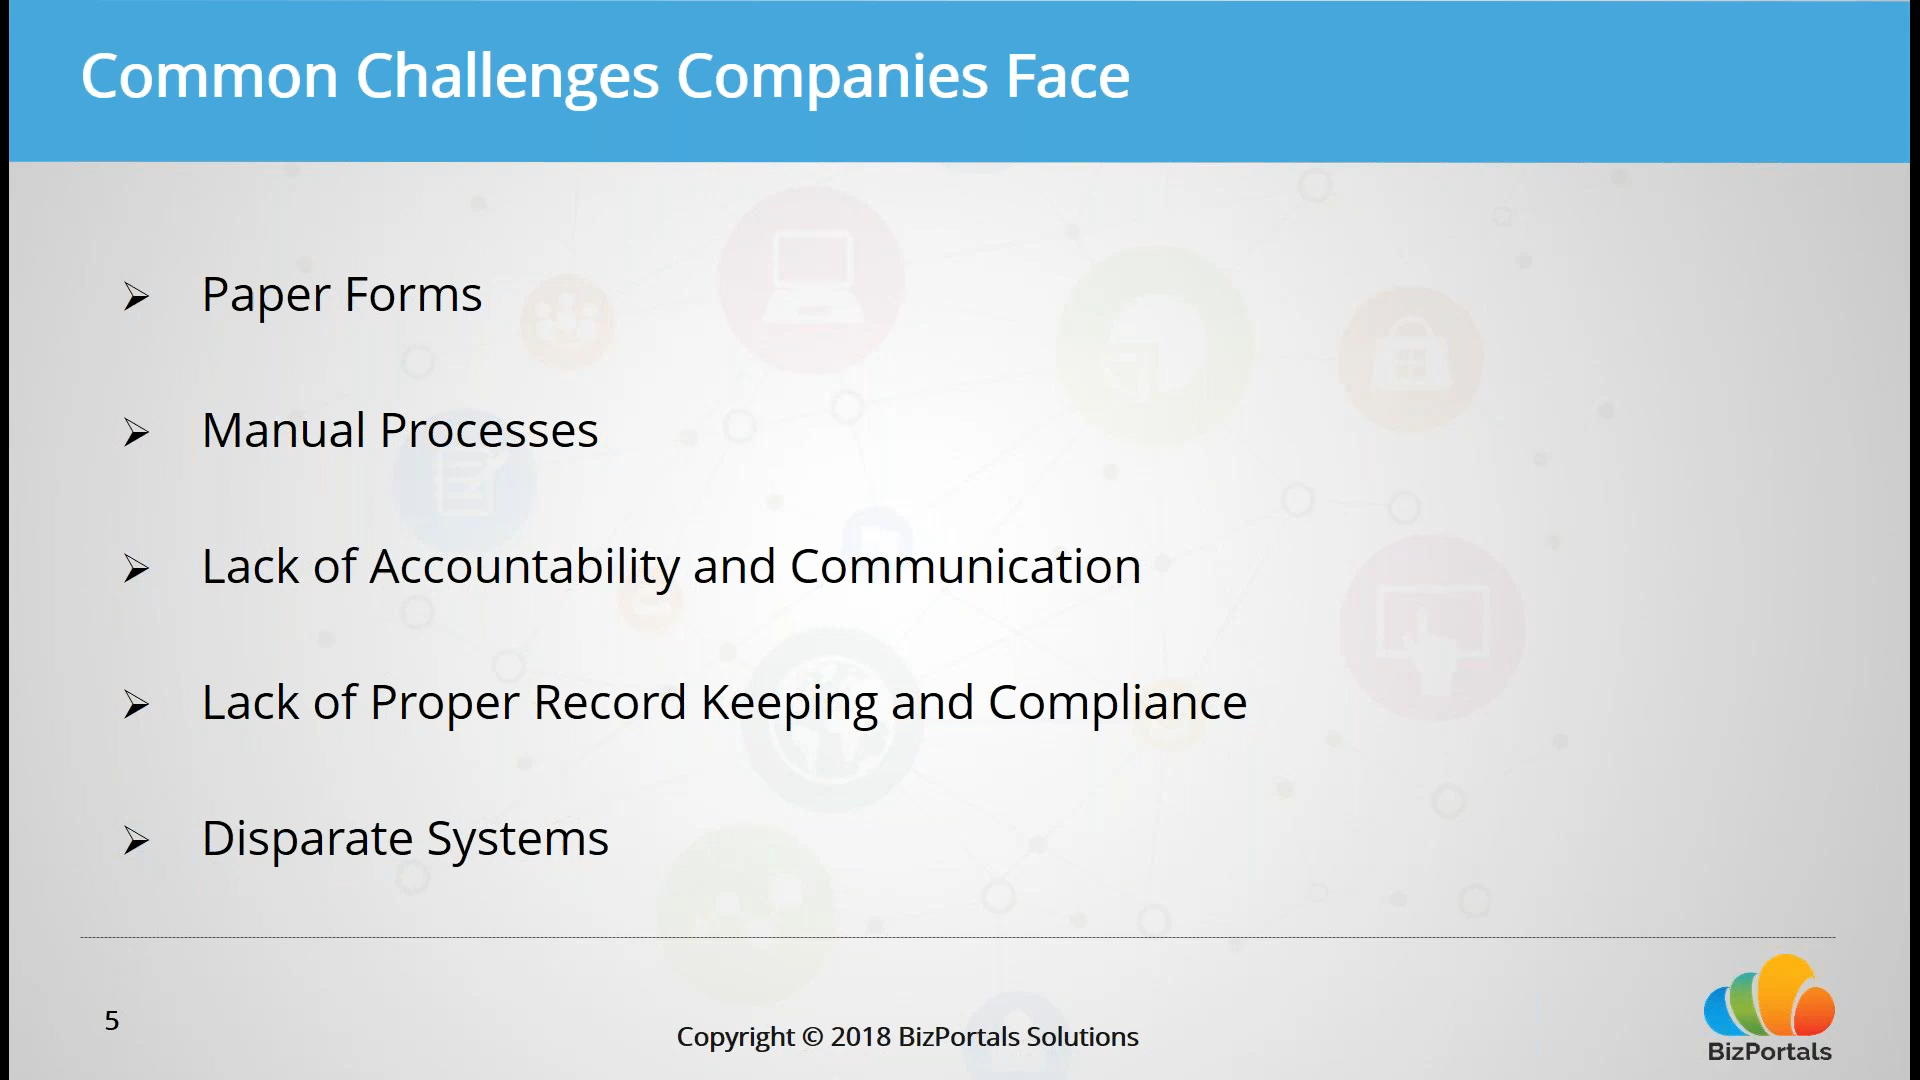 Common Challenges Companies Face
Paper Forms
Manual Processes
Lack of Accountability and Communication
Lack of Proper Record Keeping and Compliance
Disparate Systems
5
Copyright © 2018 BizPortals Solutions
BizPortals